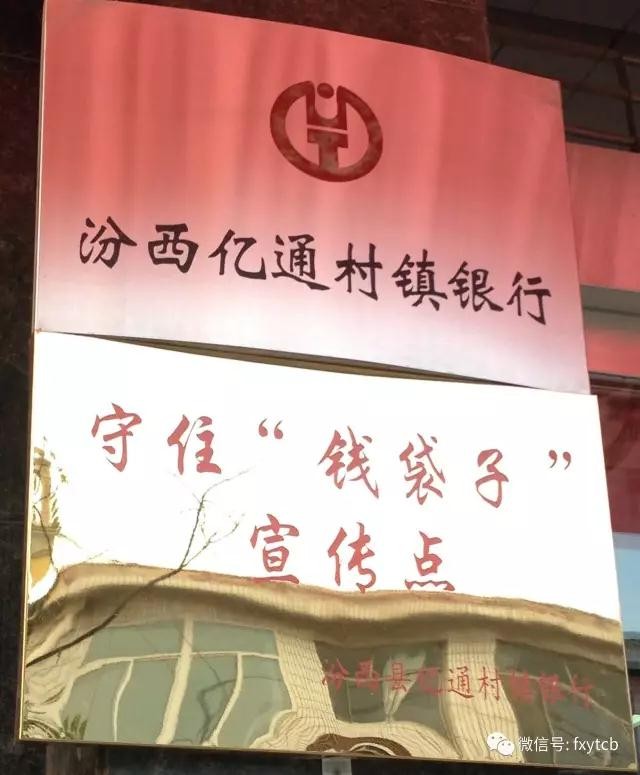 汾西亿通村镇银行
守住“钱袋子”
宣传点
汾西县亿通村镇银行
微信号: fxytcb